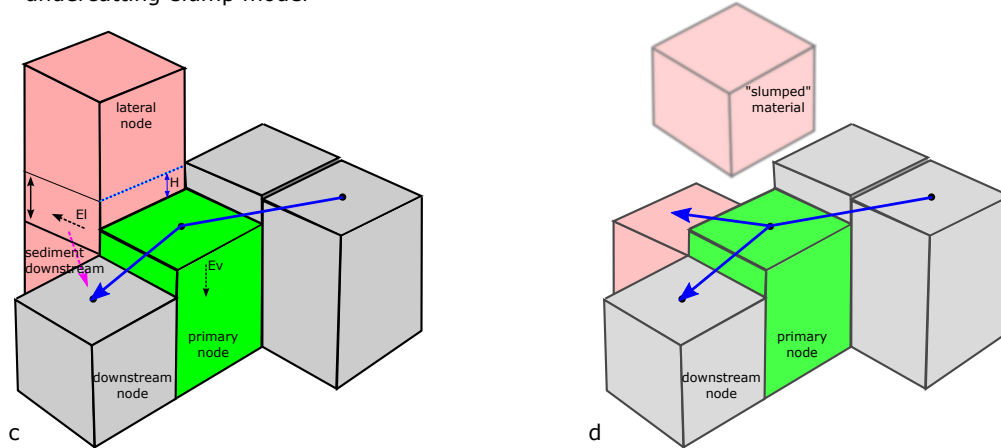 undercutting-slump model
lateral
node
H
El
sediment
downstream
Ev
primary
node
downstream
node
c
"slumped"
material
primary
node
downstream
node
d